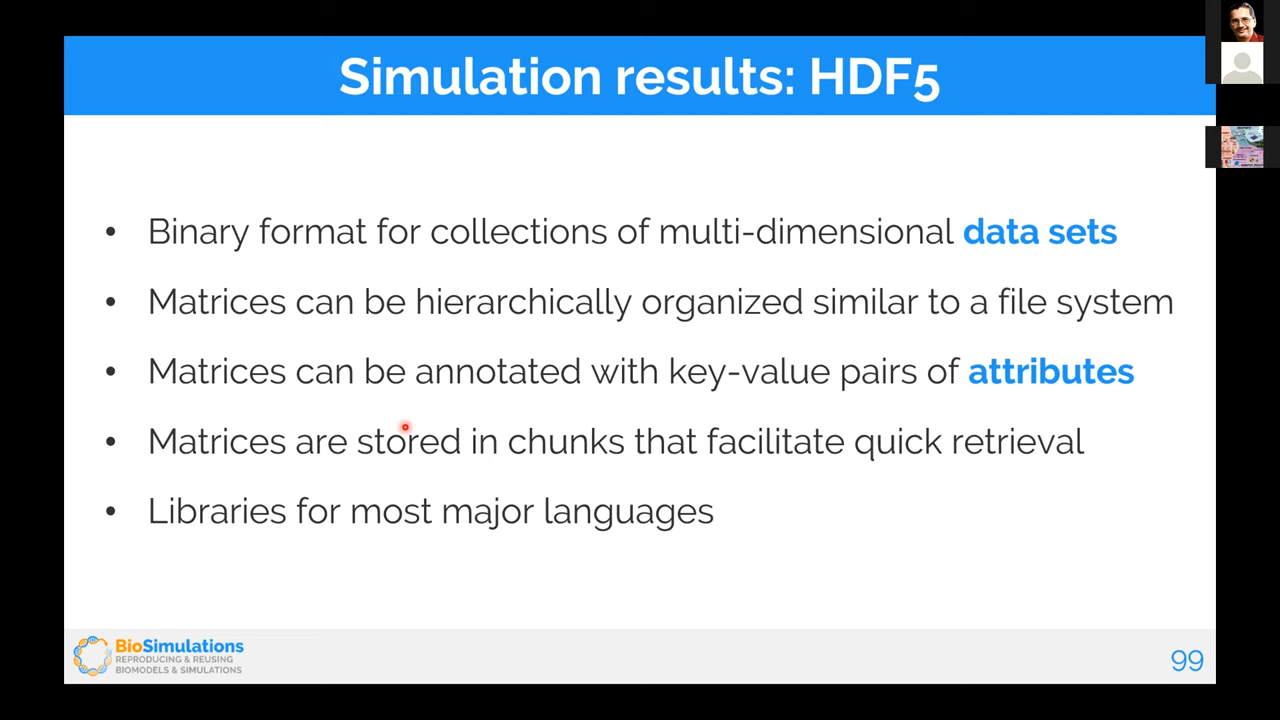 Simulation results: HDF5
• Binary format for collections of multi-dimensional data sets
• Matrices can be hierarchically organized similar to a file system
• Matrices can be annotated with key-value pairs of attributes
• Matrices are stored in chunks that facilitate quick retrieval
• Libraries for most major languages
BioSimulations
REPRODUCING & REUSING
BIOMODELS & SIMULATIONS
99